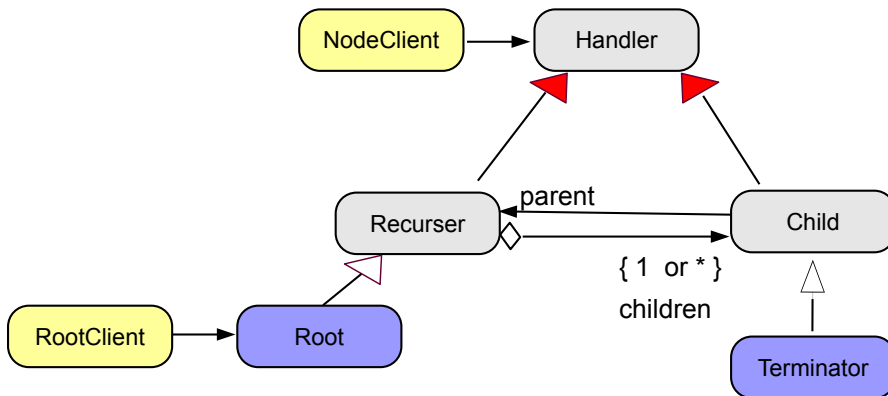 NodeClient
Handler
parent
Recurser
Child
{ 1 or * }
children
RootClient
Root
Terminator